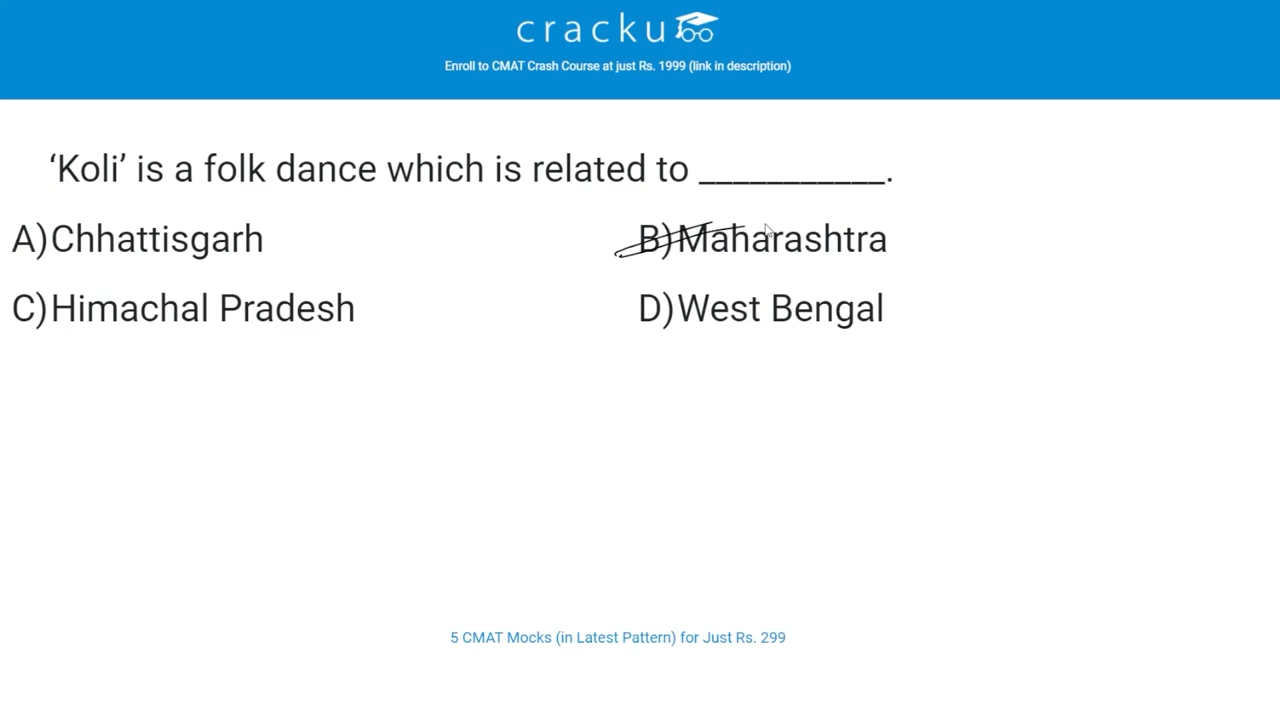 cracku
Enroll to CMAT Crash Course at just Rs. 1999 (link in description)
‘Koli’ is a folk dance which is related to ___________.
A)Chhattisgarh B)Maharashtra
C)Himachal Pradesh D)West Bengal
5 CMAT Mocks (in Latest Pattern) for Just Rs. 299